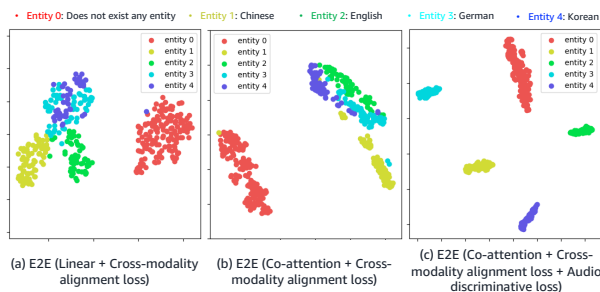 • Entity 0: Does not exist any entity • Entity 1: Chinese • Entity 2: English • Entity 3: German • Entity 4: Korean
entity 0
entity 1
entity 2
entity 3
entity 4
entity 0
entity 1
entity 2
entity 3
entity 4
entity 0
entity 1
entity 2
entity 3
entity 4
(a) E2E (Linear + Cross-modality
alignment loss)
(b) E2E (Co-attention + Cross-
modality alignment loss)
(c) E2E (Co-attention + Cross-
modality alignment loss + Audio
discriminative loss)